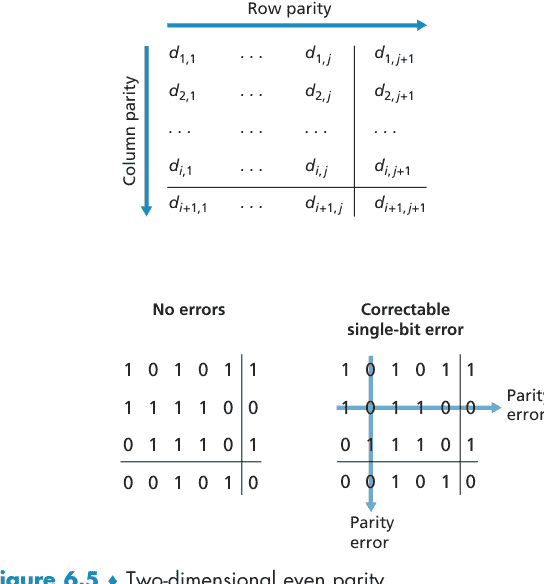 Row parity
Column parity
d1,1 . . . d1,j d1,j+1
d2,1 . . . d2,j d2,j+1
. . . . . . . . . . . .
di,1 . . . di,j di,j+1
di+1,1 . . . di+1,j di+1,j+1
No errors
1 0 1 0 1 1
1 1 1 1 0 0
0 1 1 1 0 1
0 0 1 0 1 0
Correctable
single-bit error
1 0 1 0 1 1
1 0 1 1 0 0
0 1 1 1 0 1
0 0 1 0 1 0
Parity
error
Parity
error
igure 6.5 ♦ Two-dimensional even parity